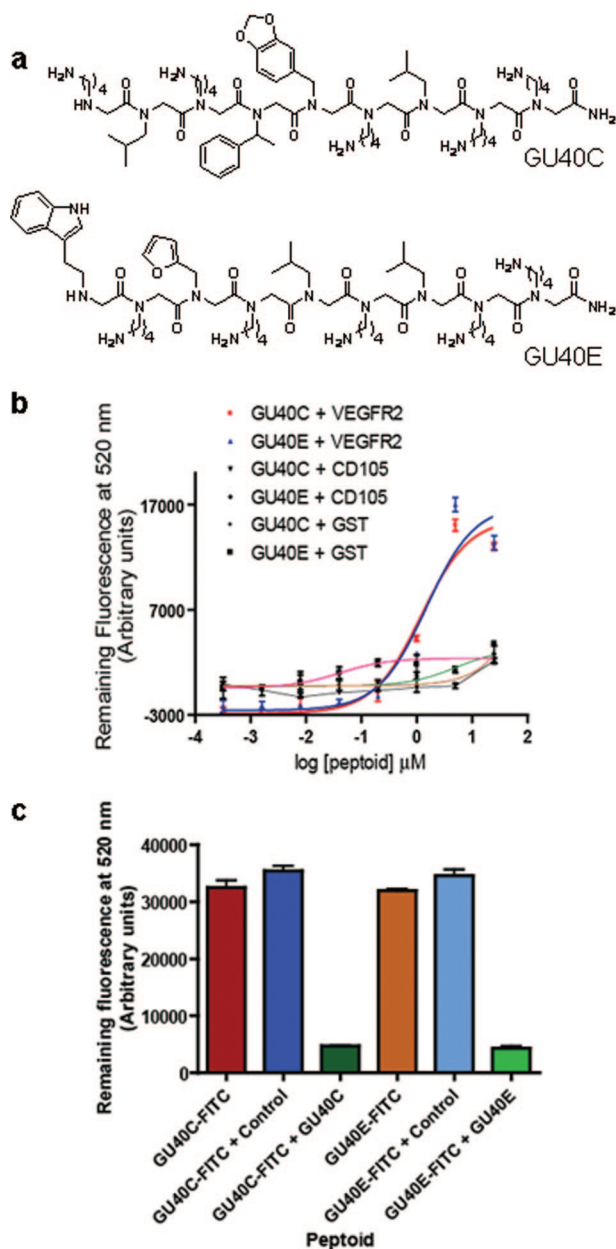 a
O
O
H₂N
4
H₂N
4
H₂N
4
O O O O O
HN N N N N N N N N NH₂
O O O O
H₂N 4 H₂N 4
GU40C
NH
O
H₂N 4
O O O O O
HN N N N N N N N N NH₂
O O O O
H₂N 4 H₂N 4 H₂N 4 H₂N 4
GU40E
b
Remaining Fluorescence at 520 nm
(Arbitrary units)
GU40C + VEGFR2
GU40E + VEGFR2
GU40C + CD105
GU40E + CD105
GU40C + GST
GU40E + GST
17000
7000
-3000
-4 -3 -2 -1 0 1 2
log [peptoid] µM
c
Remaining fluorescence at 520 nm
(Arbitrary units)
40000
30000
20000
10000
0
GU40C-FITC
GU40C-FITC + Control
GU40C-FITC + GU40C
GU40E-FITC
GU40E-FITC + Control
GU40E-FITC + GU40E
Peptoid